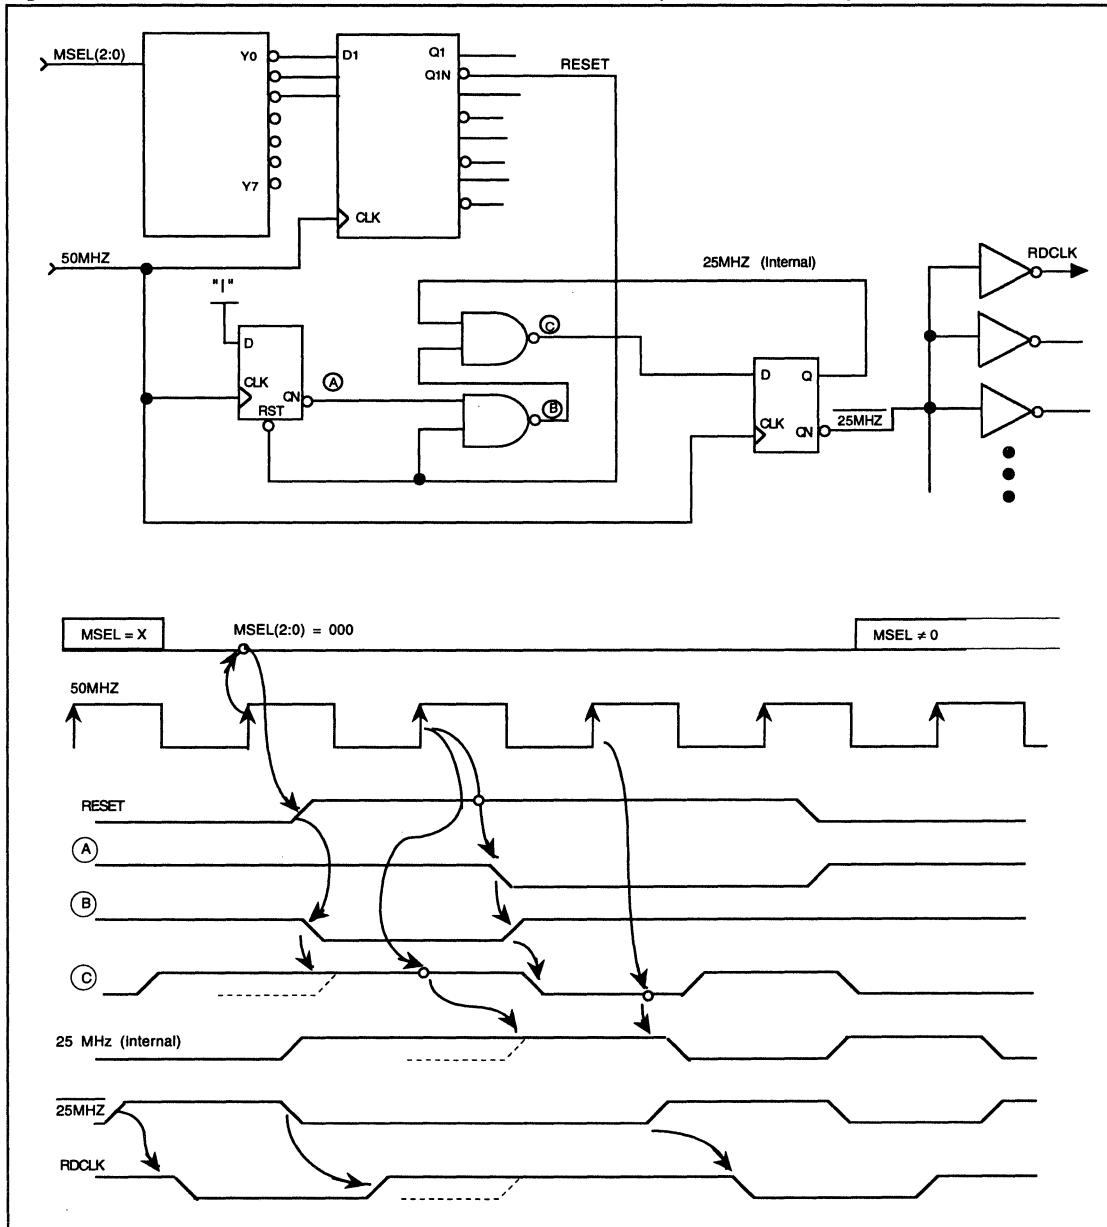 MSEL(2:0)
Y0
Y7
D1
Q1
Q1N
CLK
RESET
50MHZ
"I"
D
CLK
QN
RST
A
B
C
25MHZ (Internal)
D
Q
CLK
QN
25MHZ
RDCLK
MSEL = X
MSEL(2:0) = 000
MSEL ≠ 0
50MHZ
RESET
A
B
C
25 MHz (Internal)
25MHZ
RDCLK